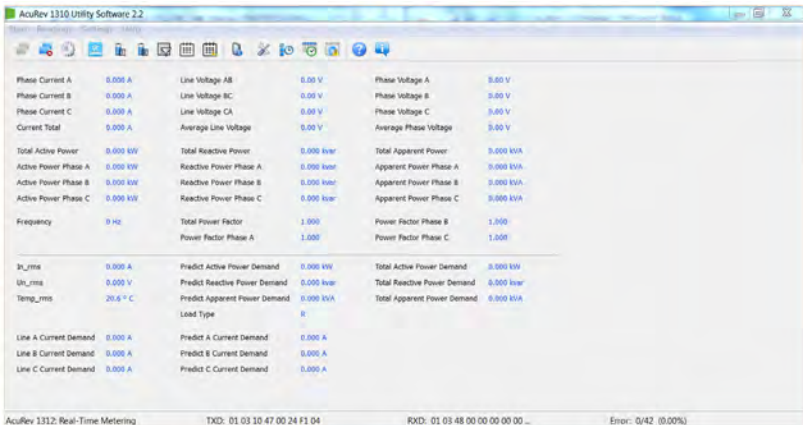 AcuRev 1310 Utility Software 2.2
Readings Settings Help
Phase Current A 0.000 A Line Voltage AB 0.00 V Phase Voltage A 0.00 V
Phase Current B 0.000 A Line Voltage BC 0.00 V Phase Voltage B 0.00 V
Phase Current C 0.000 A Line Voltage CA 0.00 V Phase Voltage C 0.00 V
Current Total 0.000 A Average Line Voltage 0.00 V Average Phase Voltage 0.00 V
Total Active Power 0.000 kW Total Reactive Power 0.000 kvar Total Apparent Power 0.000 kVA
Active Power Phase A 0.000 kW Reactive Power Phase A 0.000 kvar Apparent Power Phase A 0.000 kVA
Active Power Phase B 0.000 kW Reactive Power Phase B 0.000 kvar Apparent Power Phase B 0.000 kVA
Active Power Phase C 0.000 kW Reactive Power Phase C 0.000 kvar Apparent Power Phase C 0.000 kVA
Frequency 0 Hz Total Power Factor 1.000 Power Factor Phase B 1.000
Power Factor Phase A 1.000 Power Factor Phase C 1.000
In_rms 0.000 A Predict Active Power Demand 0.000 kW Total Active Power Demand 0.000 kW
Un_rms 0.000 V Predict Reactive Power Demand 0.000 kvar Total Reactive Power Demand 0.000 kvar
Temp_rms 20.6 ° C Predict Apparent Power Demand 0.000 kVA Total Apparent Power Demand 0.000 kVA
Load Type R
Line A Current Demand 0.000 A Predict A Current Demand 0.000 A
Line B Current Demand 0.000 A Predict B Current Demand 0.000 A
Line C Current Demand 0.000 A Predict C Current Demand 0.000 A
AcuRev 1312: Real-Time Metering TXD: 01 03 10 47 00 24 F1 04 RXD: 01 03 48 00 00 00 00 00 ... Error: 0/42 (0.00%)